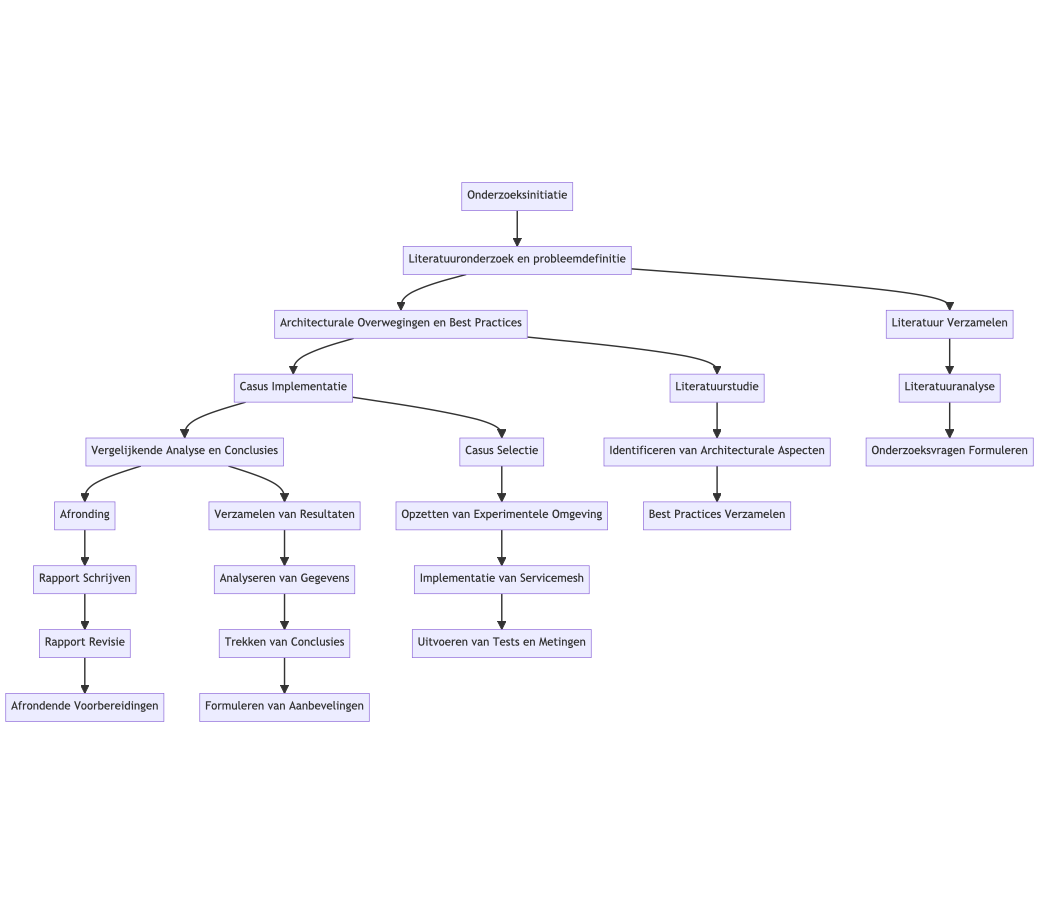 Onderzoeksinitiatie
Literatuuronderzoek en probleemdefinitie
Architecturale Overwegingen en Best Practices
Literatuur Verzamelen
Casus Implementatie
Literatuurstudie
Literatuuranalyse
Vergelijkende Analyse en Conclusies
Casus Selectie
Identificeren van Architecturale Aspecten
Onderzoeksvragen Formuleren
Afronding
Verzamelen van Resultaten
Opzetten van Experimentele Omgeving
Best Practices Verzamelen
Rapport Schrijven
Analyseren van Gegevens
Implementatie van Servicemesh
Rapport Revisie
Trekken van Conclusies
Uitvoeren van Tests en Metingen
Afrondende Voorbereidingen
Formuleren van Aanbevelingen